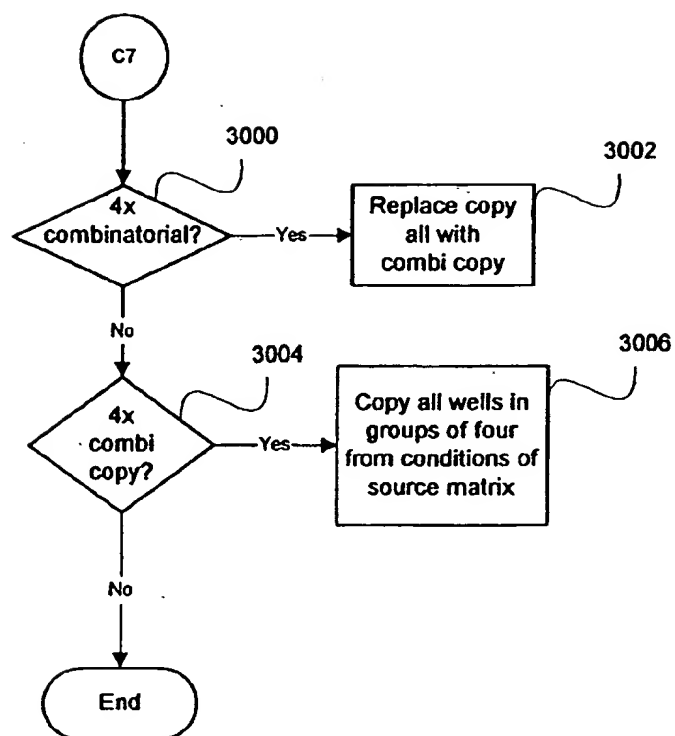 C7
3000
4x
combinatorial?
Yes
3002
Replace copy
all with
combi copy
No
3004
4x
combi
copy?
Yes
3006
Copy all wells in
groups of four
from conditions of
source matrix
No
End